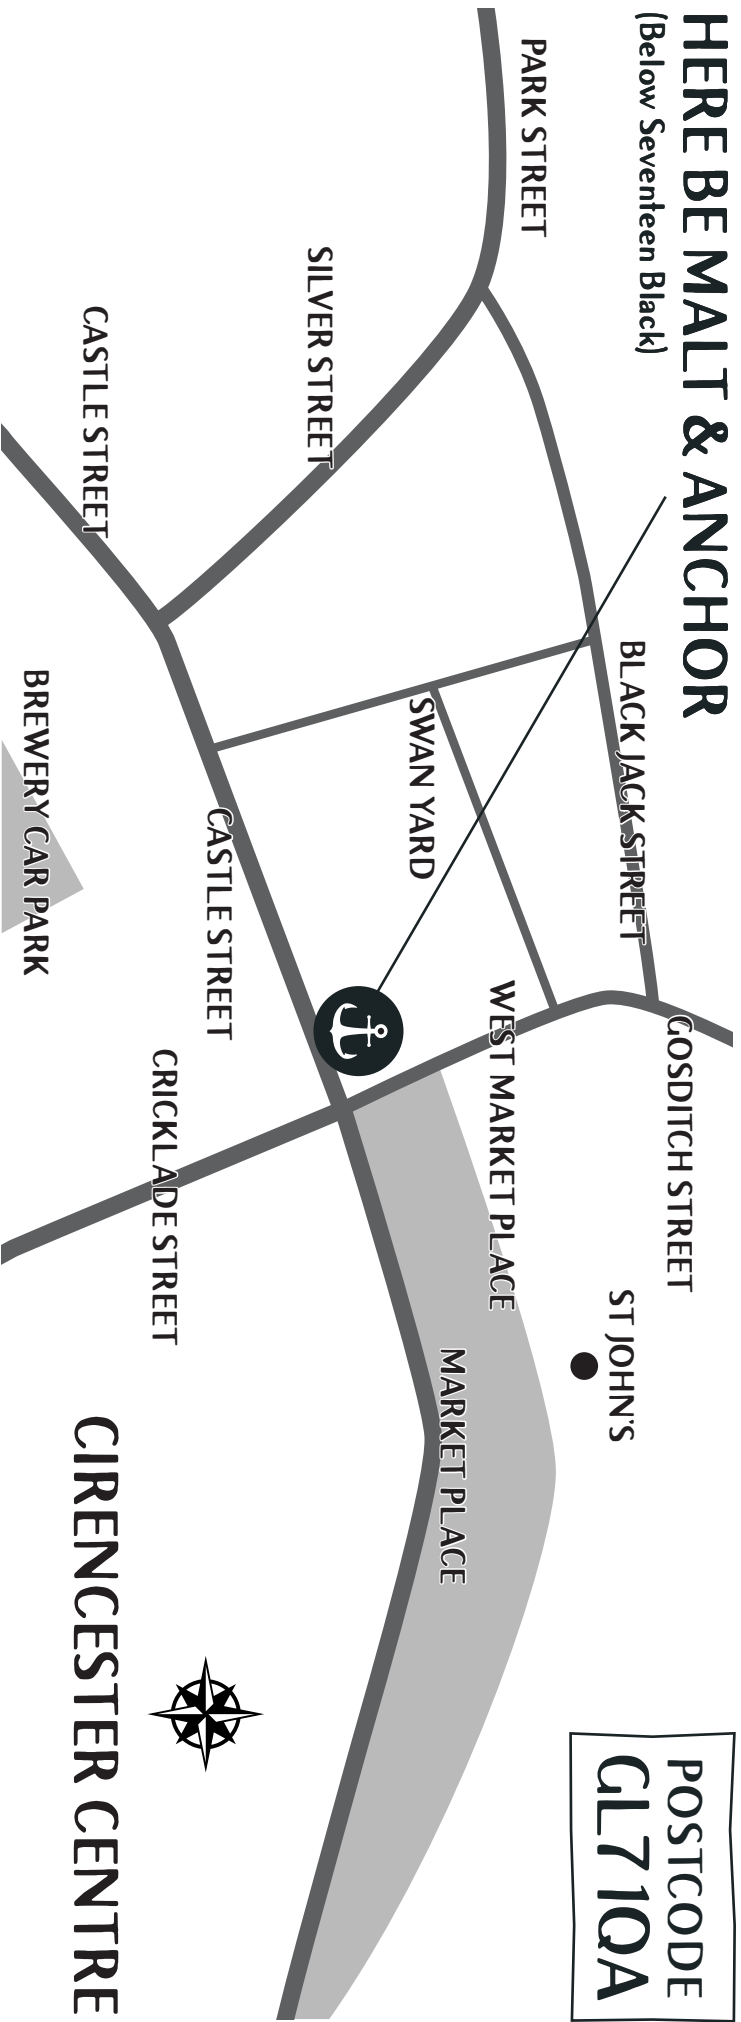 HERE BE MALT & ANCHOR
(Below Seventeen Black)
POSTCODE
GL7 1QA
PARK STREET
BLACK JACK STREET
GOSDITCH STREET
ST JOHN'S
SILVER STREET
SWAN YARD
WEST MARKET PLACE
MARKET PLACE
CASTLE STREET
CASTLE STREET
CRICKLADE STREET
BREWERY CAR PARK
CIRENCESTER CENTRE